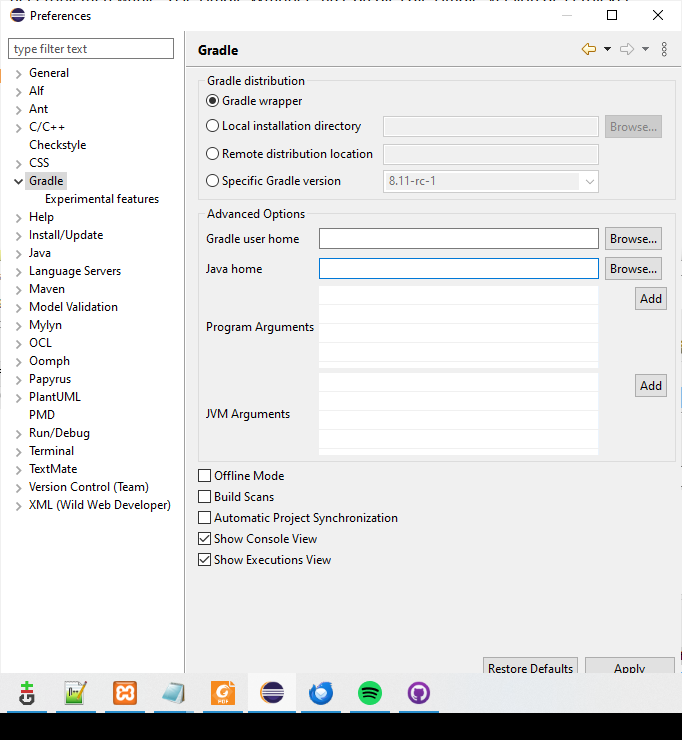 Preferences
type filter text
General
Alf
Ant
C/C++
Checkstyle
CSS
Gradle
Experimental features
Help
Install/Update
Java
Language Servers
Maven
Model Validation
Mylyn
OCL
Oomph
Papyrus
PlantUML
PMD
Run/Debug
Terminal
TextMate
Version Control (Team)
XML (Wild Web Developer)
Gradle
Gradle distribution
Gradle wrapper
Local installation directory
Browse...
Remote distribution location
Specific Gradle version
8.11-rc-1
Advanced Options
Gradle user home
Browse...
Java home
Browse...
Program Arguments
Add
JVM Arguments
Add
Offline Mode
Build Scans
Automatic Project Synchronization
Show Console View
Show Executions View
Restore Defaults
Apply
PDF